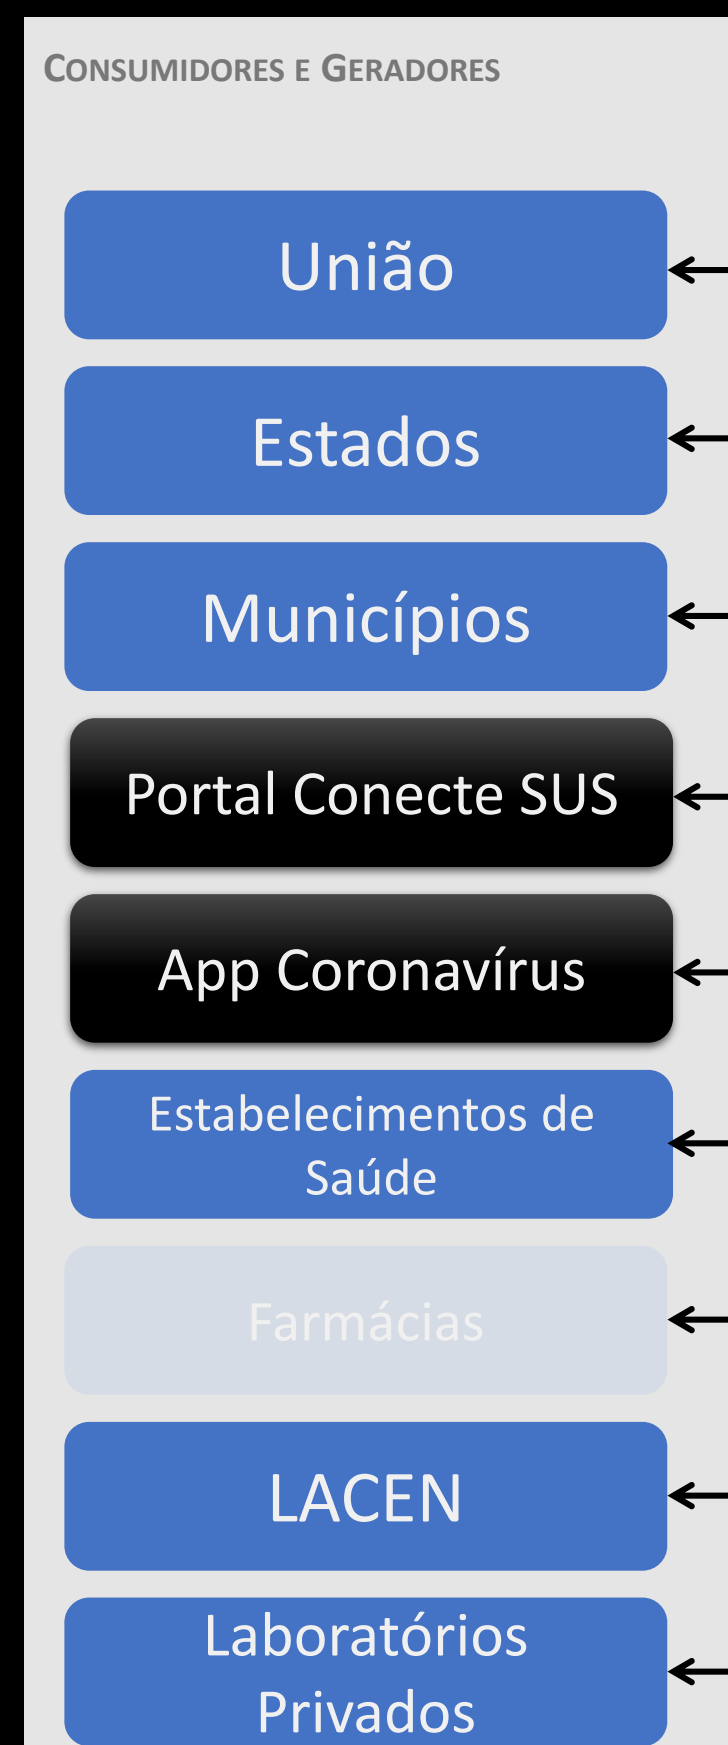 CONSUMIDORES E GERADORES
União
Estados
Municípios
Portal Conecte SUS
App Coronavírus
Estabelecimentos de
Saúde
Farmácias
LACEN
Laboratórios
Privados